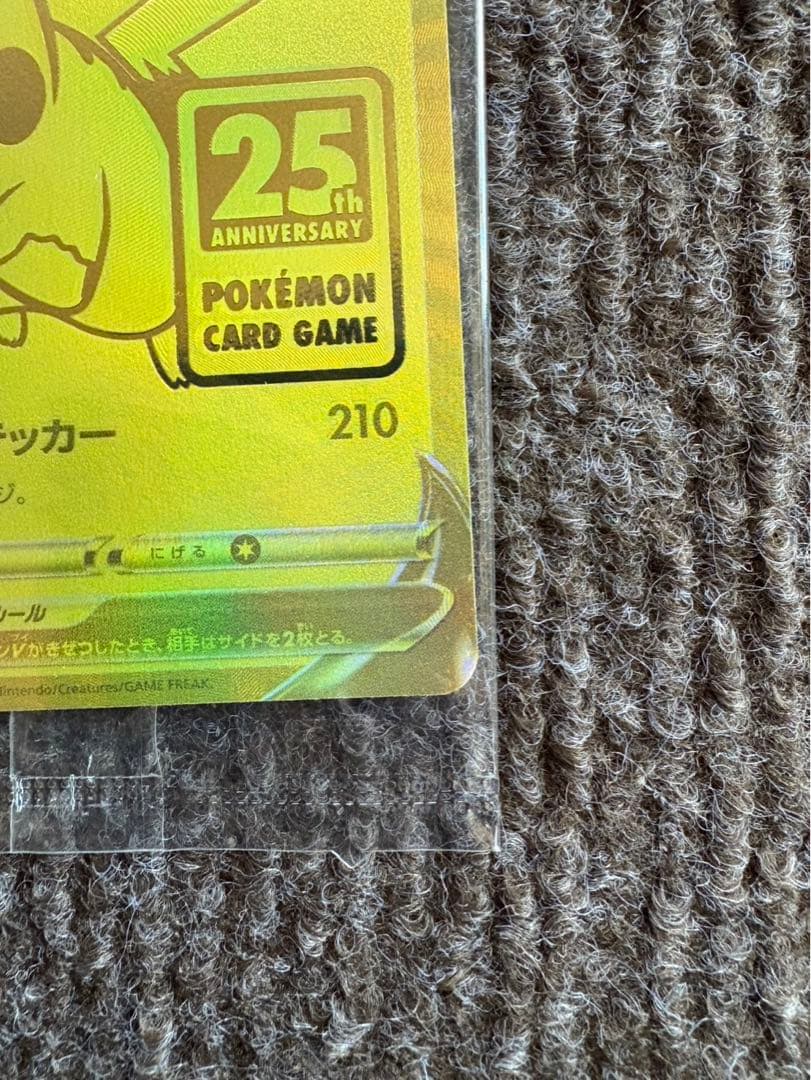 25th
ANNIVERSARY
POKÉMON
CARD GAME
ッカー 210
ジ。
にげる
ルール
Vがきぜつしたとき、相手はサイドを2枚とる。
Nintendo/Creatures/GAME FREAK.